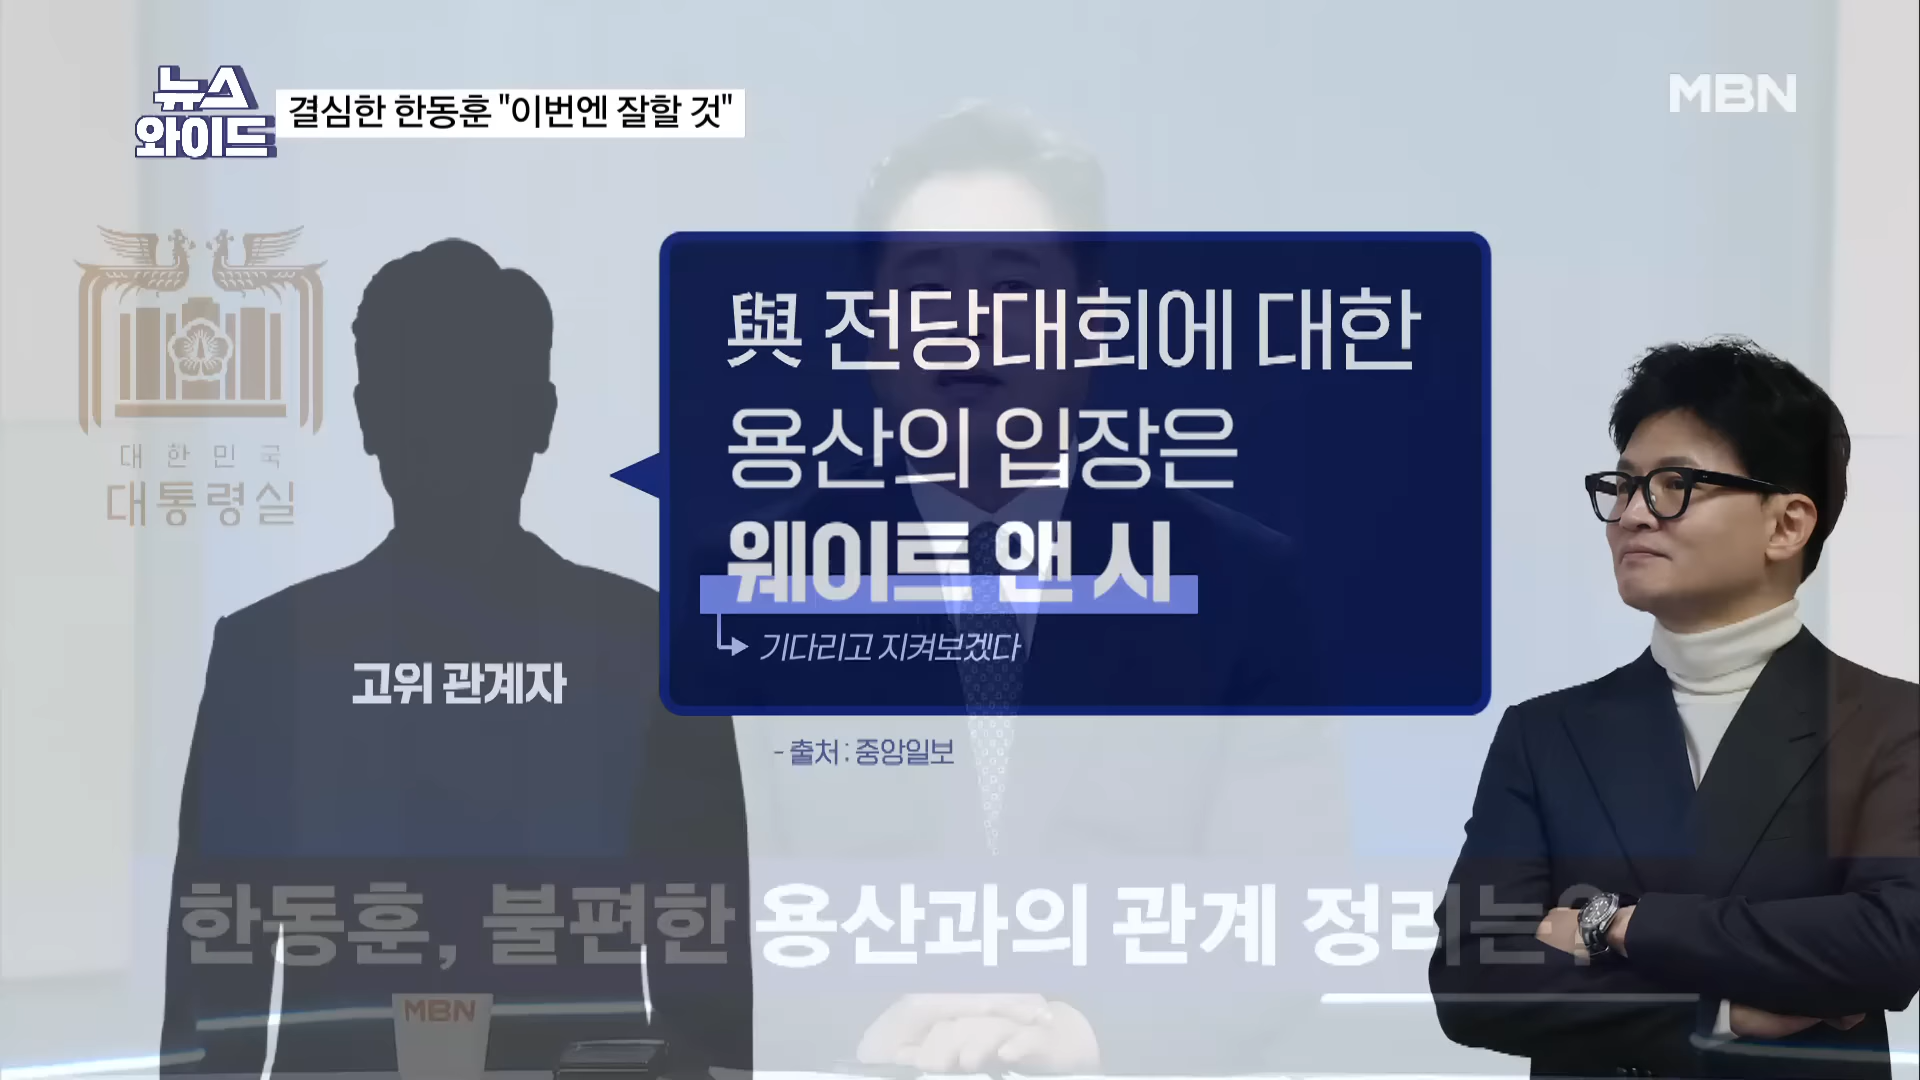 뉴스
와이드
결심한 한동훈 "이번엔 잘할 것"
MBN
대한민국
대통령실
與 전당대회에 대한
용산의 입장은
웨이트 앤 시
기다리고 지켜보겠다
고위 관계자
- 출처 : 중앙일보
한동훈, 불편한 용산과의 관계 정리는?
MBN